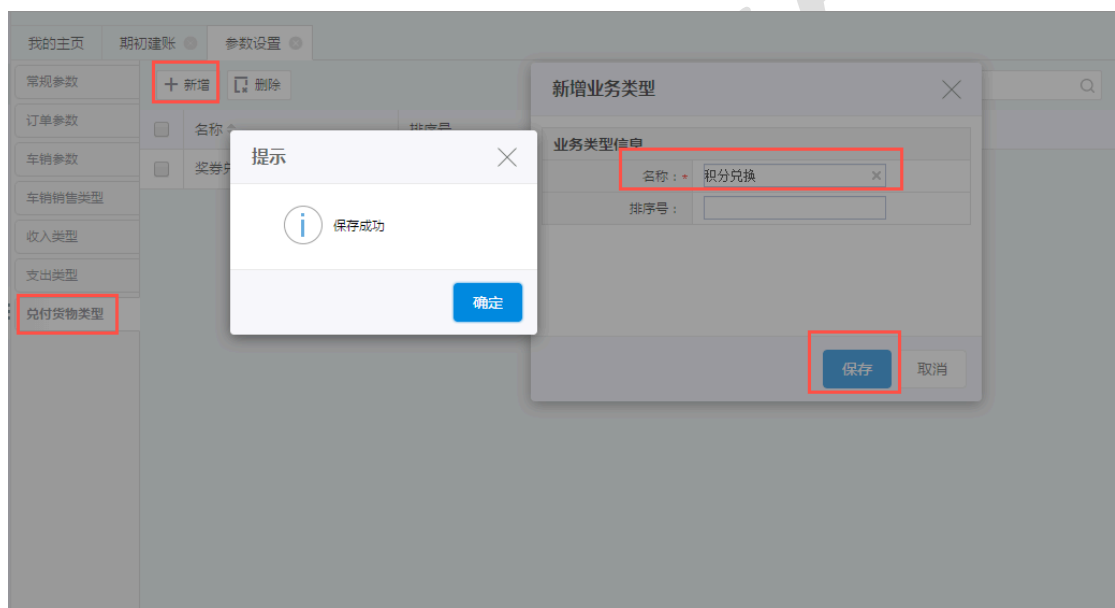 我的主页 期初建账 参数设置
常规参数
订单参数
车销参数
车销销售类型
收入类型
支出类型
兑付货物类型
新增 删除
名称 排序号
奖券
提示
保存成功
确定
新增业务类型
业务类型信息
名称：* 积分兑换
排序号：
保存 取消